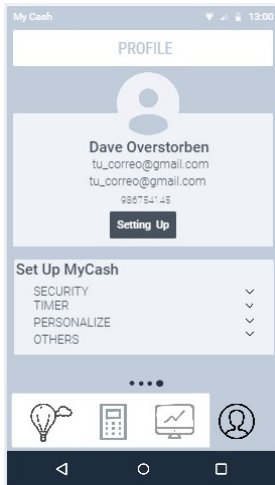 My Cash 13:00
PROFILE
Dave Overstorben
tu_correo@gmail.com
tu_correo@gmail.com
986754145
Setting Up
Set Up MyCash
SECURITY
TIMER
PERSONALIZE
OTHERS